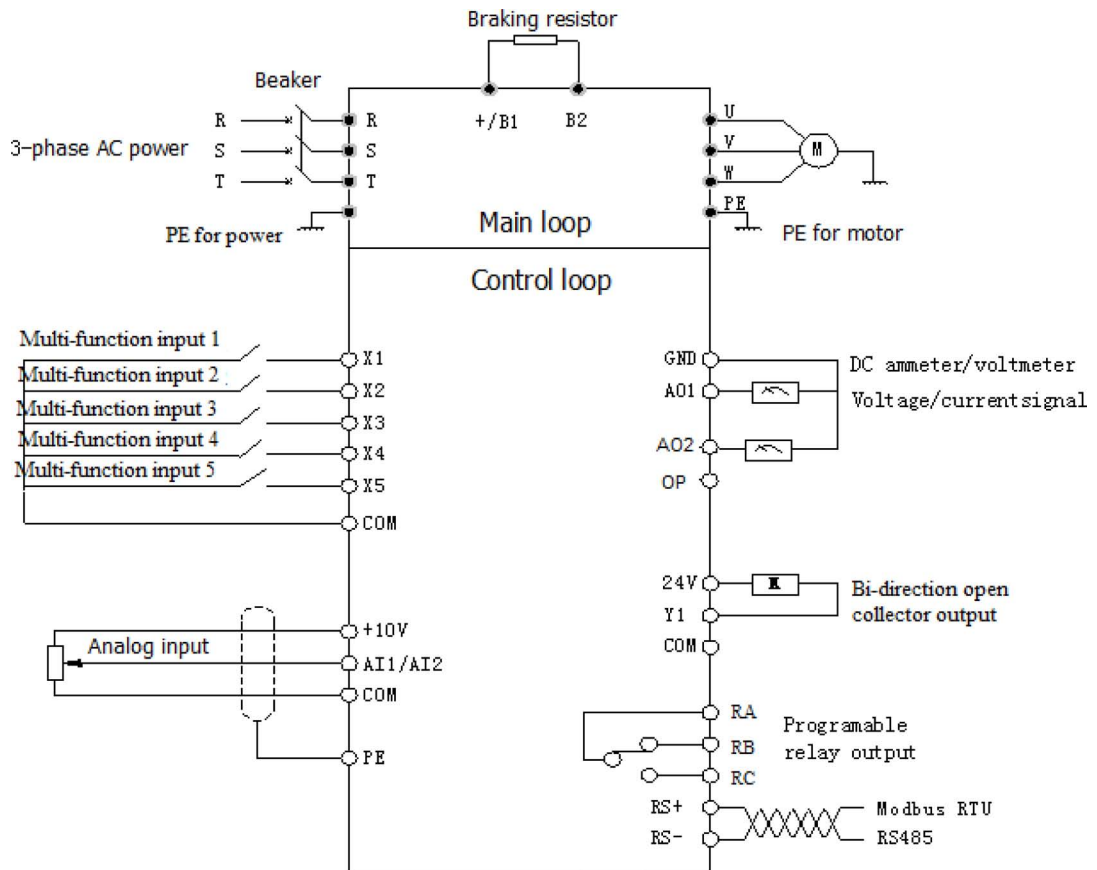 Braking resistor
Beaker
+/B1
B2
3-phase AC power
R
S
T
R
S
T
PE for power
U
V
W
PE
M
PE for motor
Main loop
Control loop
Multi-function input 1
Multi-function input 2
Multi-function input 3
Multi-function input 4
Multi-function input 5
X1
X2
X3
X4
X5
COM
Analog input
+10V
AI1/AI2
COM
PE
GND
AO1
AO2
OP
DC ammeter/voltmeter
Voltage/currentsignal
24V
Y1
COM
Bi-direction open
collector output
RA
RB
RC
Programable
relay output
RS+
RS-
Modbus RTU
RS485